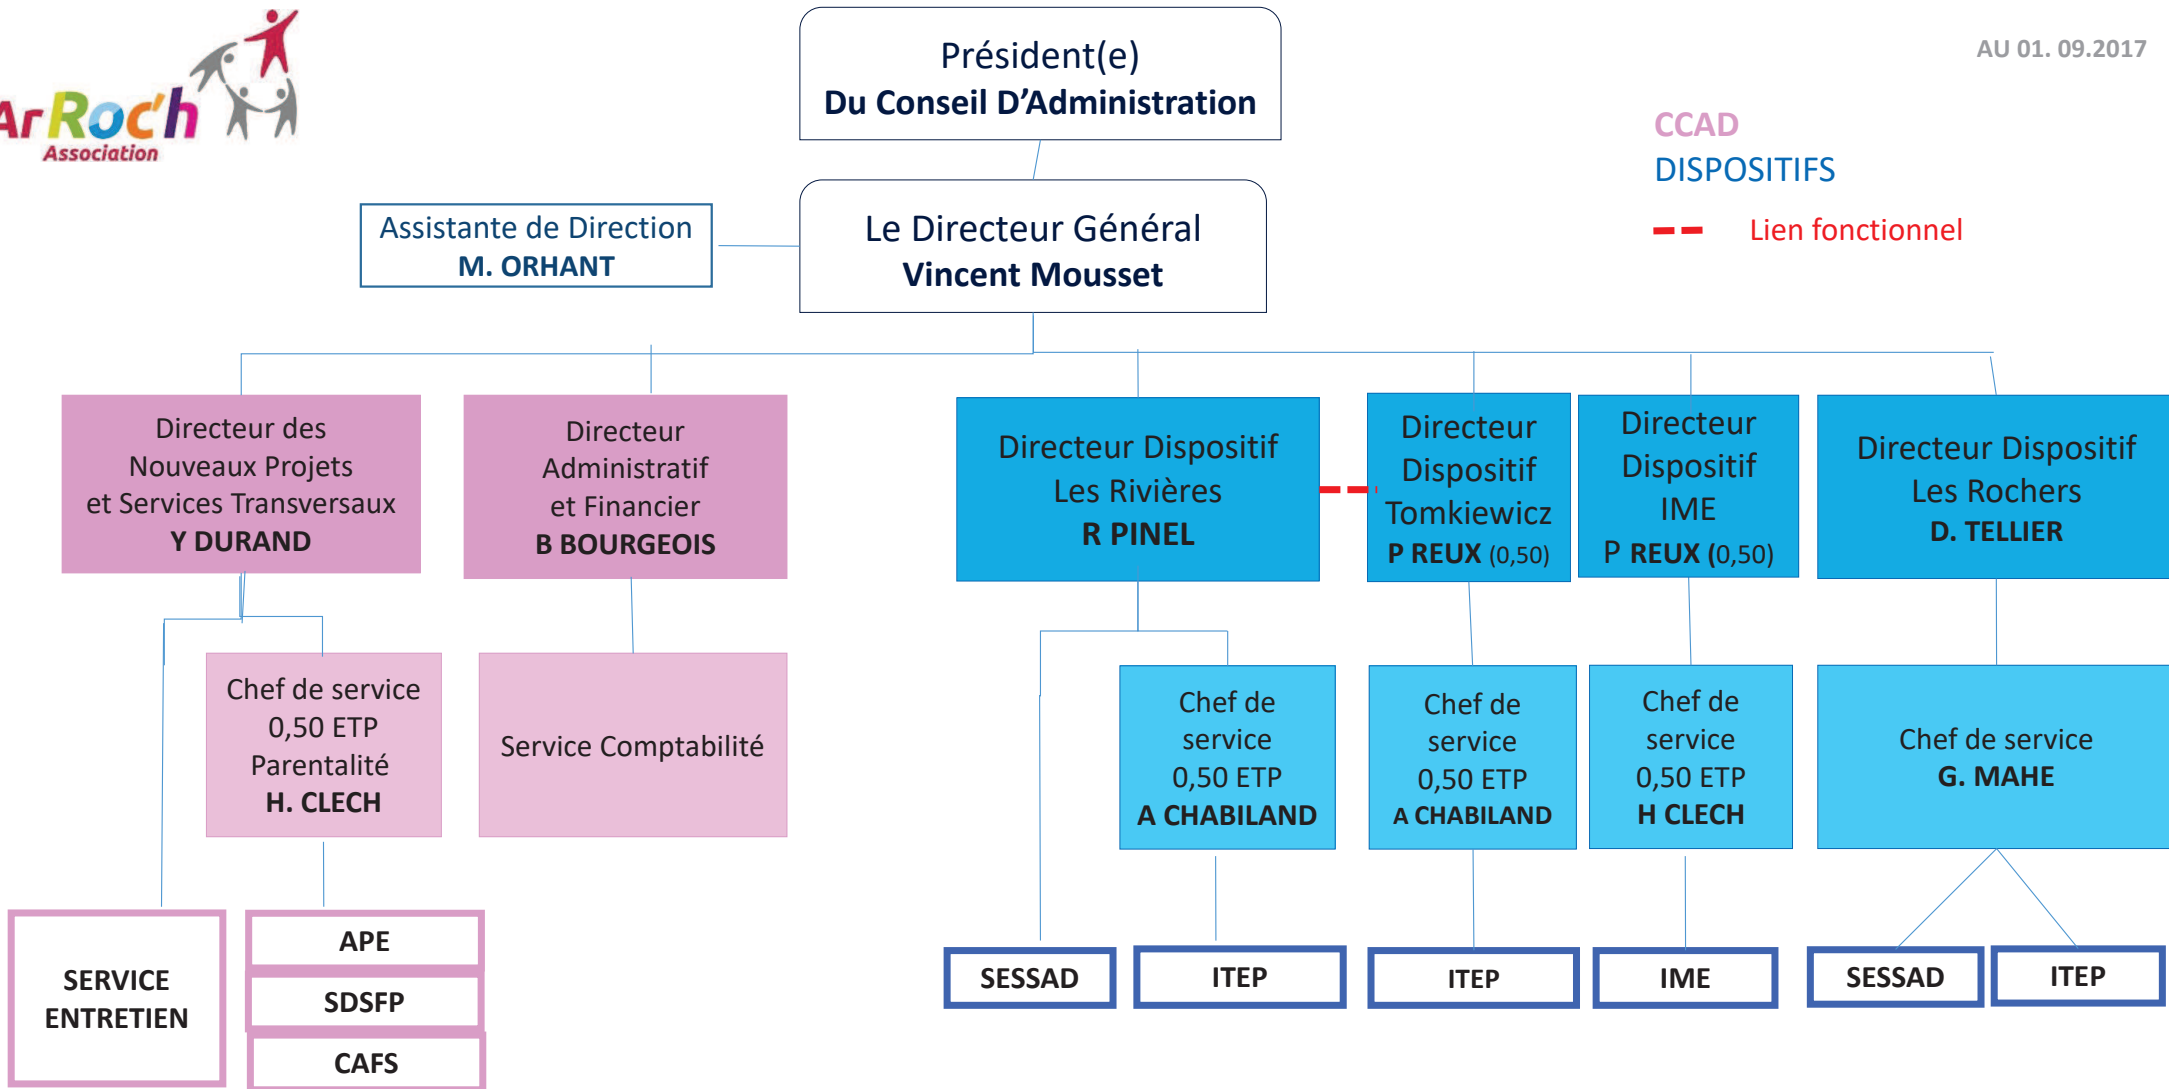 ArRoc'h
Association
Président(e)
Du Conseil D'Administration
AU 01. 09.2017
CCAD
DISPOSITIFS
Lien fonctionnel
Assistante de Direction
M. ORHANT
Le Directeur Général
Vincent Mousset
Directeur des
Nouveaux Projets
et Services Transversaux
Y DURAND
Directeur
Administratif
et Financier
B BOURGEOIS
Directeur Dispositif
Les Rivières
R PINEL
Directeur
Dispositif
Tomkiewicz
P REUX (0,50)
Directeur
Dispositif
IME
P REUX (0,50)
Directeur Dispositif
Les Rochers
D. TELLIER
Chef de service
0,50 ETP
Parentalité
H. CLECH
Service Comptabilité
Chef de
service
0,50 ETP
A CHABILAND
Chef de
service
0,50 ETP
A CHABILAND
Chef de
service
0,50 ETP
H CLECH
Chef de service
G. MAHE
SERVICE
ENTRETIEN
APE
SDSFP
CAFS
SESSAD
ITEP
ITEP
IME
SESSAD
ITEP